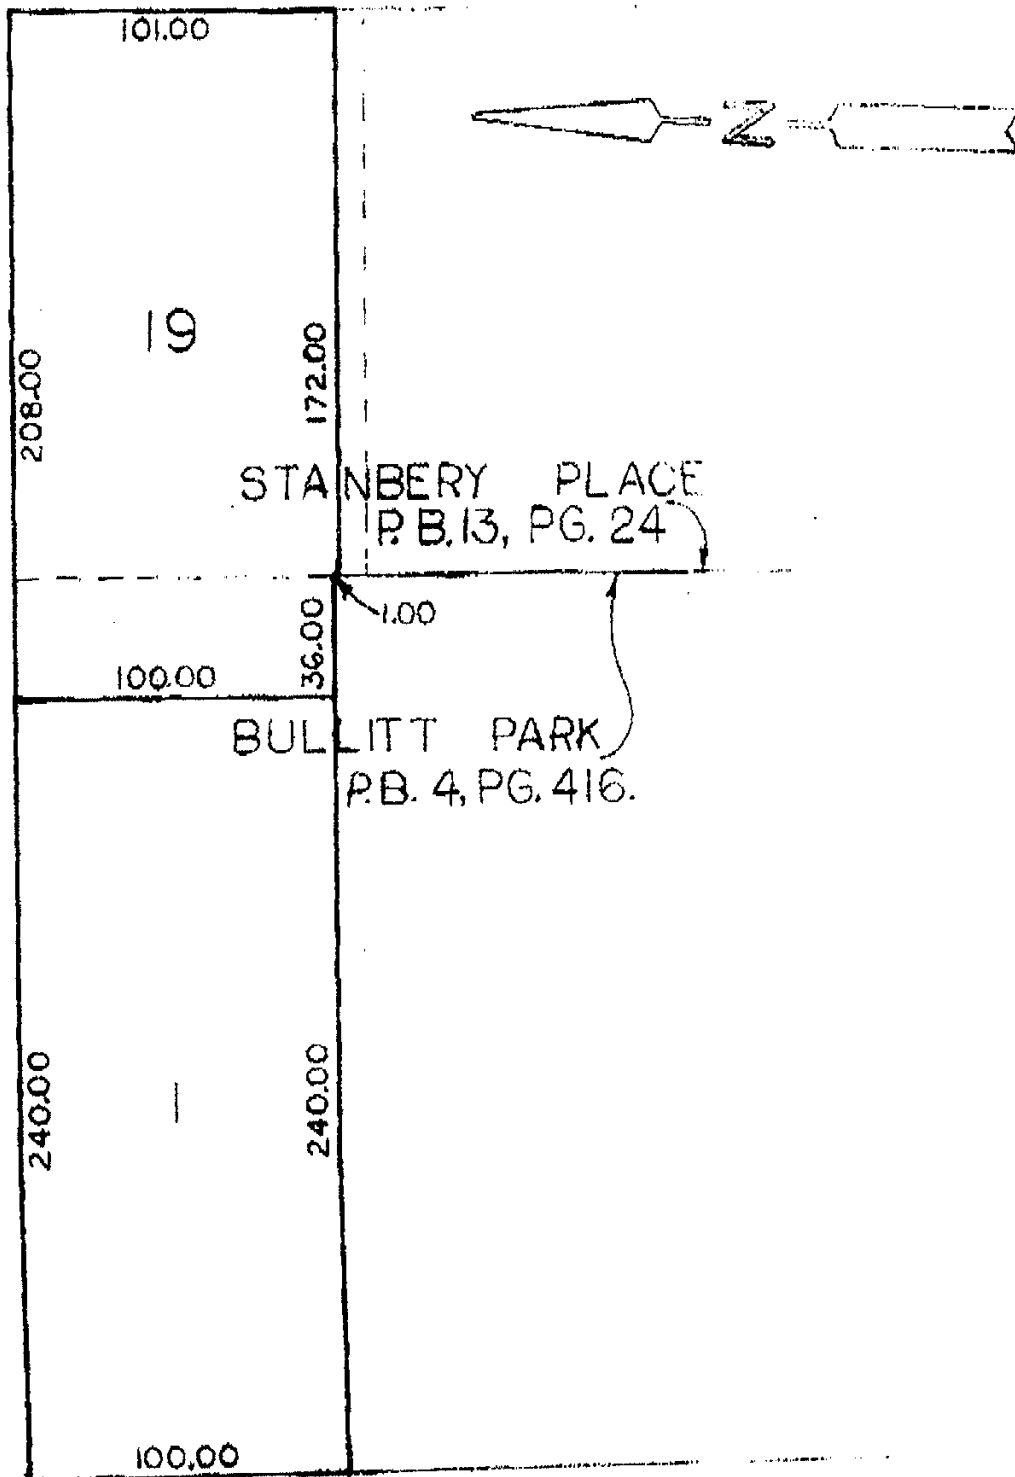 101.00
N
19
208.00
172.00
STANBERY PLACE
P.B.13, PG. 24
1.00
36.00
100.00
BULLITT PARK
P.B. 4, PG. 416.
240.00
1
240.00
100.00